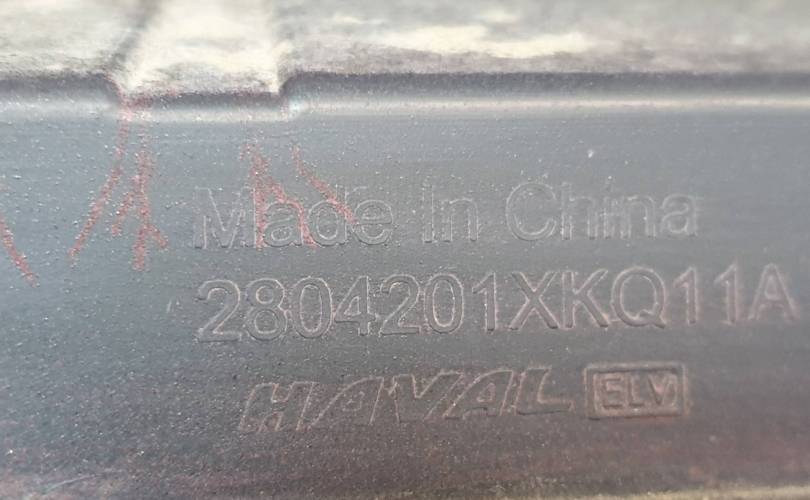 Made In China
2804201XKQ11A
HAVAL ELV